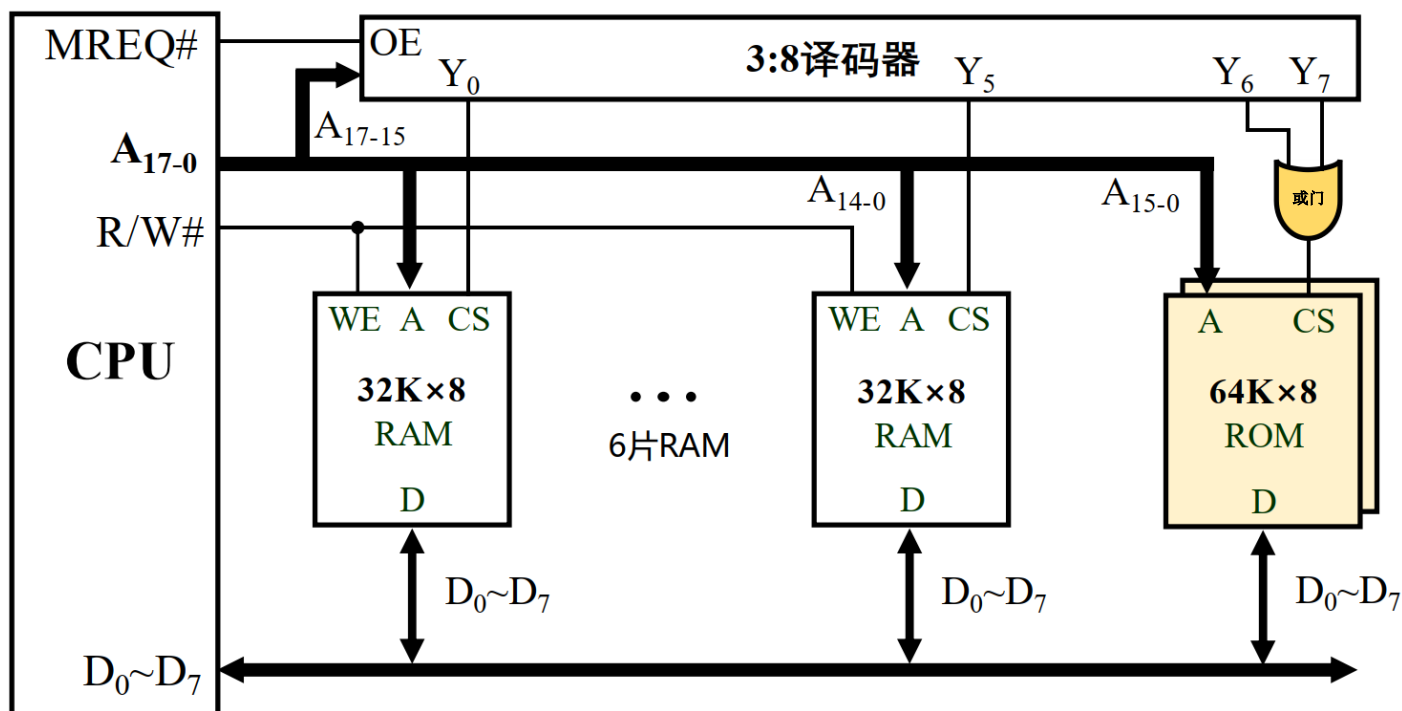 MREQ#
OE
3:8译码器
Y0
Y5
Y6
Y7
A17-15
A17-0
A14-0
A15-0
或门
R/W#
CPU
WE A CS
32K×8
RAM
D
D0~D7
• • •
6片RAM
WE A CS
32K×8
RAM
D
D0~D7
A CS
64K×8
ROM
D
D0~D7
D0~D7